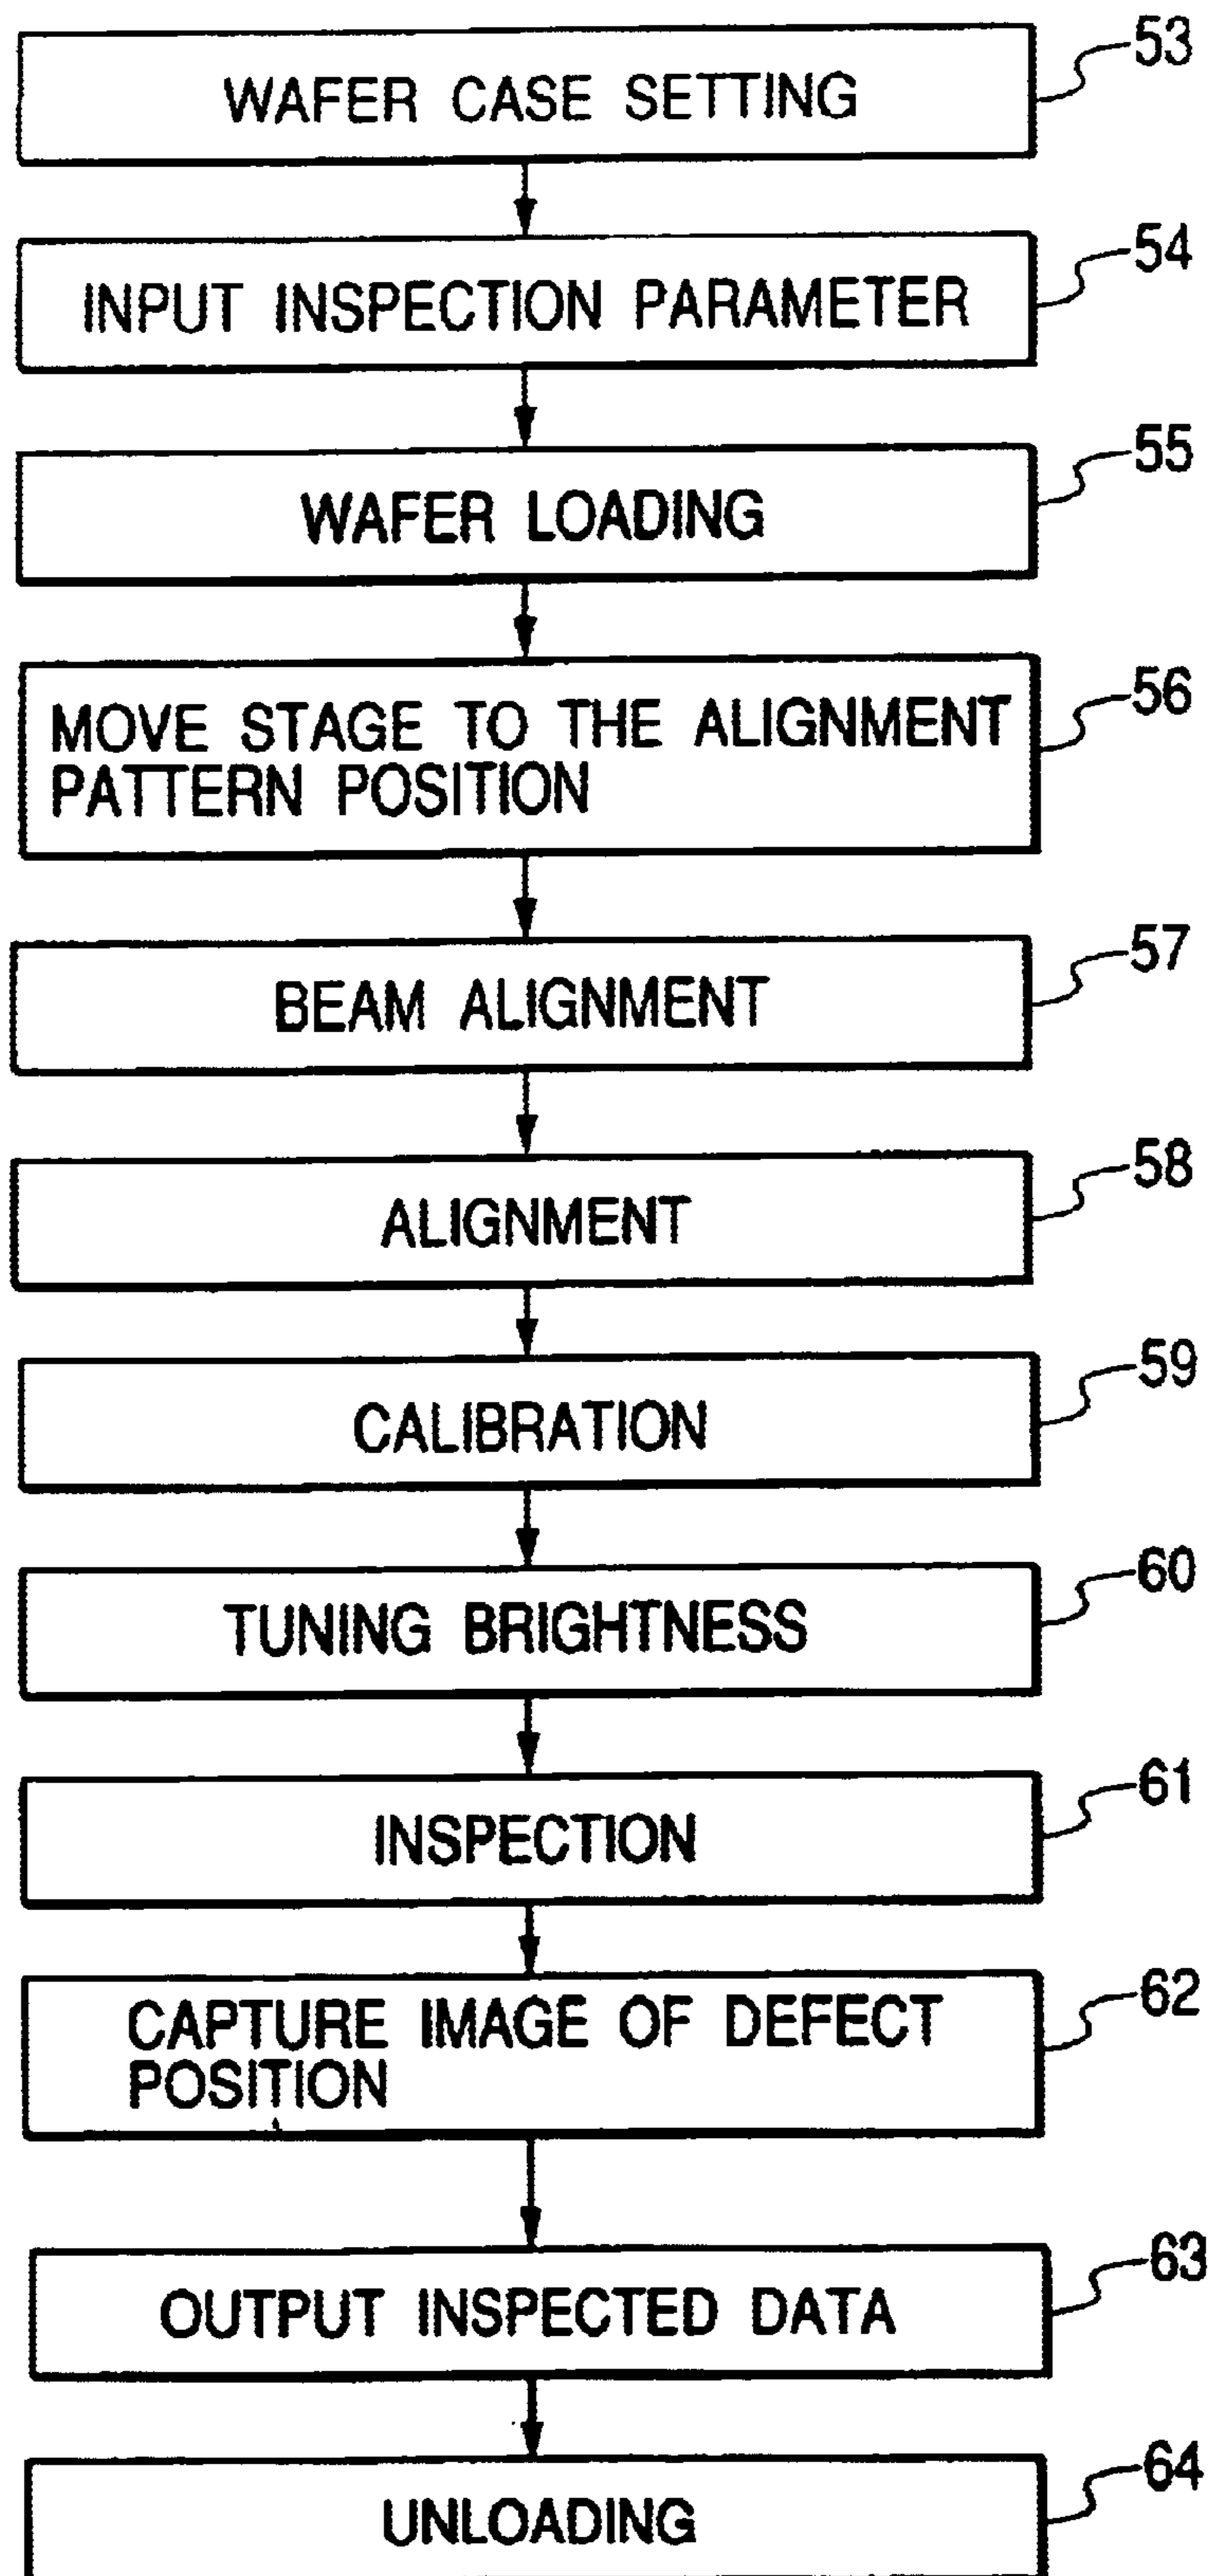 WAFER CASE SETTING
53
INPUT INSPECTION PARAMETER
54
WAFER LOADING
55
MOVE STAGE TO THE ALIGNMENT
PATTERN POSITION
56
BEAM ALIGNMENT
57
ALIGNMENT
58
CALIBRATION
59
TUNING BRIGHTNESS
60
INSPECTION
61
CAPTURE IMAGE OF DEFECT
POSITION
62
OUTPUT INSPECTED DATA
63
UNLOADING
64